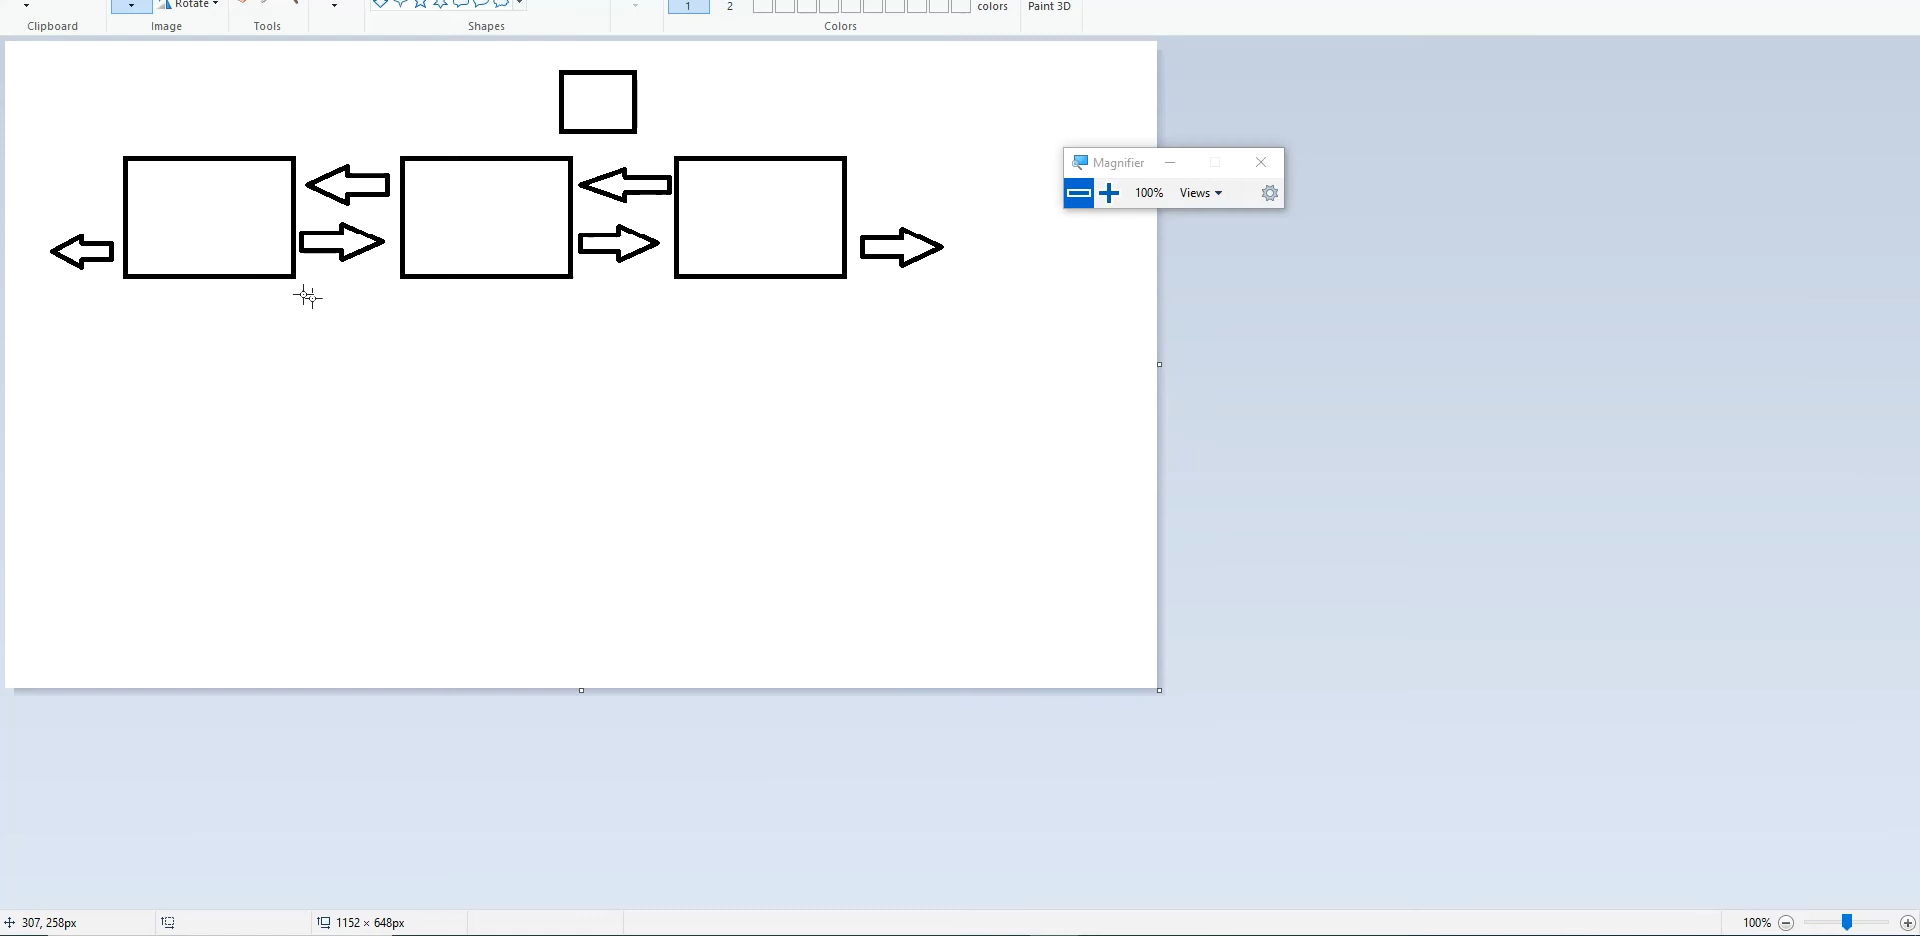 Rotate
1
2
colors
Paint 3D
Clipboard
Image
Tools
Shapes
Colors
Magnifier
100%
Views
307, 258px
1152 × 648px
100%